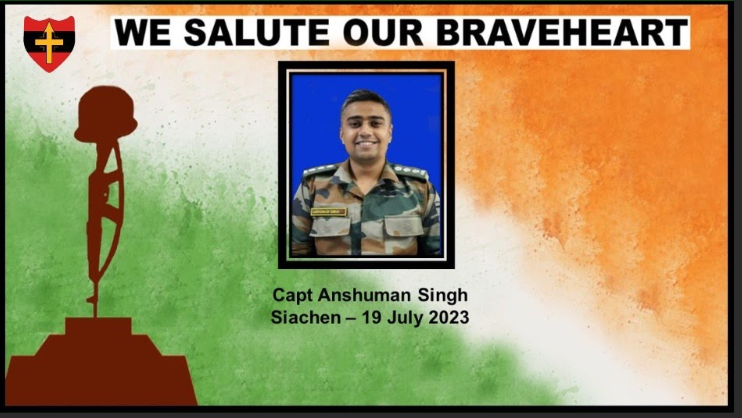 WE SALUTE OUR BRAVEHEART
Capt Anshuman Singh
Siachen – 19 July 2023